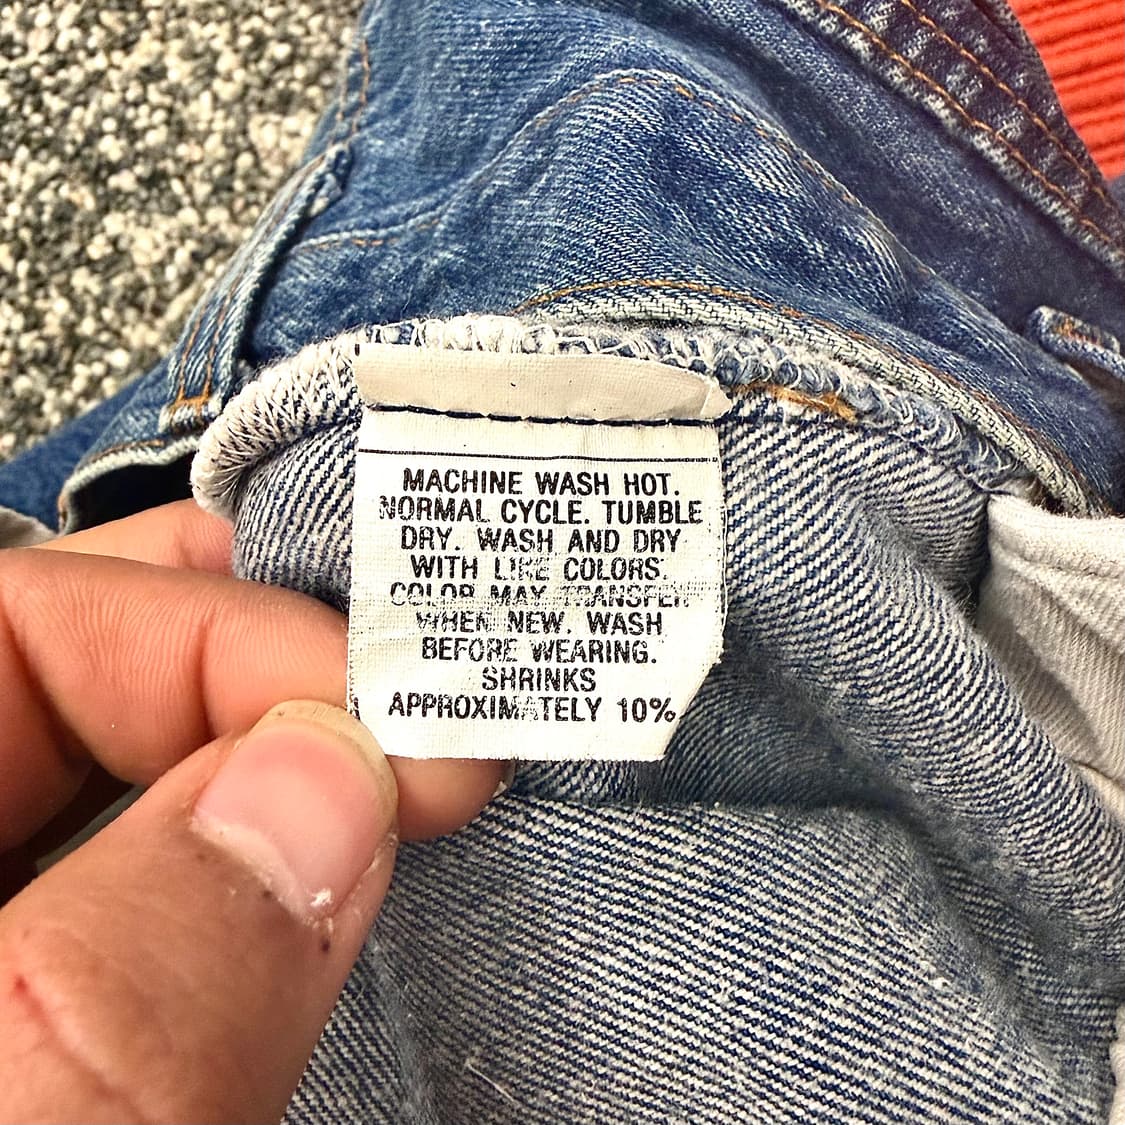 MACHINE WASH HOT.
NORMAL CYCLE. TUMBLE
DRY. WASH AND DRY
WITH LIKE COLORS.
COLOR MAY TRANSFER
WHEN NEW. WASH
BEFORE WEARING.
SHRINKS
APPROXIMATELY 10%